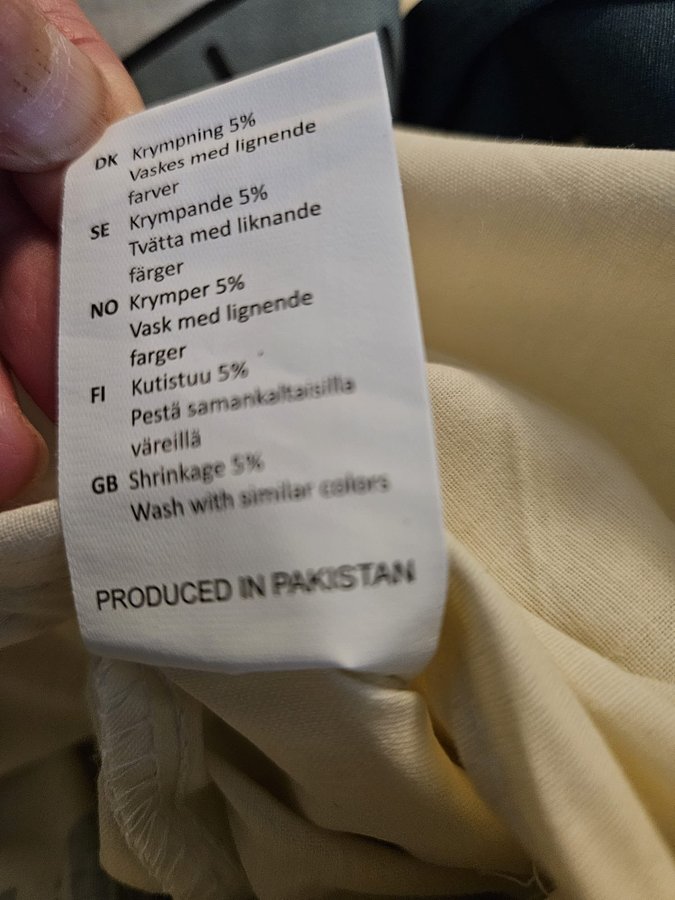 DK Krympning 5%
Vaskes med lignende
farver
SE Krympande 5%
Tvätta med liknande
färger
NO Krymper 5%
Vask med lignende
farger
FI Kutistuu 5%
Pestä samankaltaisilla
väreillä
GB Shrinkage 5%
Wash with similar colors
PRODUCED IN PAKISTAN